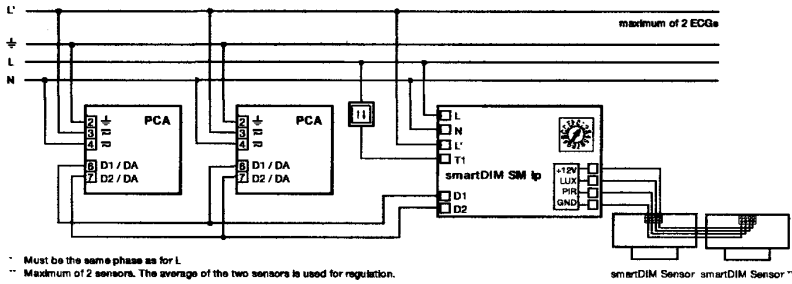 L'
maximum of 2 ECGs
⏚
L
N
2 ⏚ PCA
3
4
6 D1 / DA
7 D2 / DA
2 ⏚ PCA
3
4
6 D1 / DA
7 D2 / DA
L
N
L'
T1
smartDIM SM lp
+12V
LUX
PIR
GND
D1
D2
* Must be the same phase as for L
** Maximum of 2 sensors. The average of the two sensors is used for regulation.
smartDIM Sensor smartDIM Sensor **